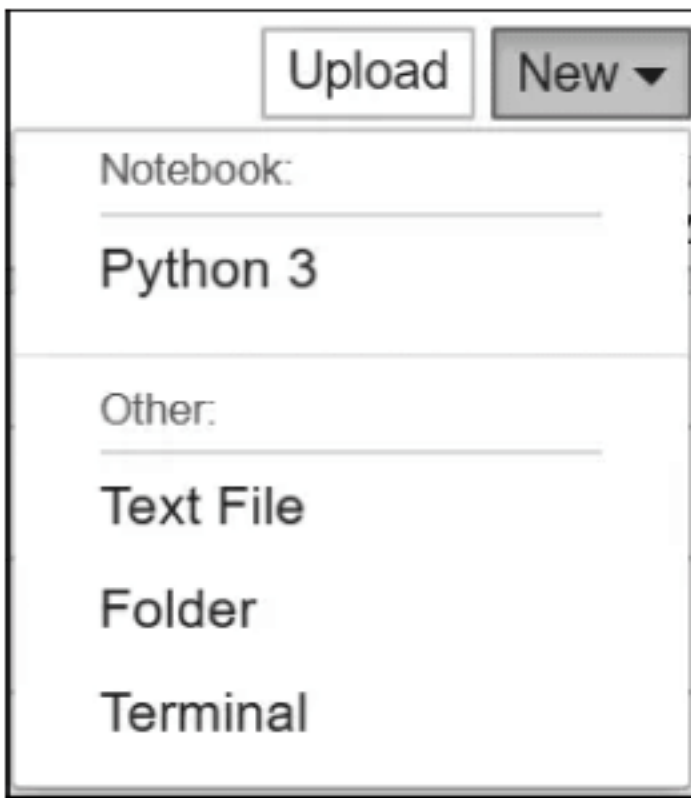 Upload New
Notebook:
Python 3
Other:
Text File
Folder
Terminal